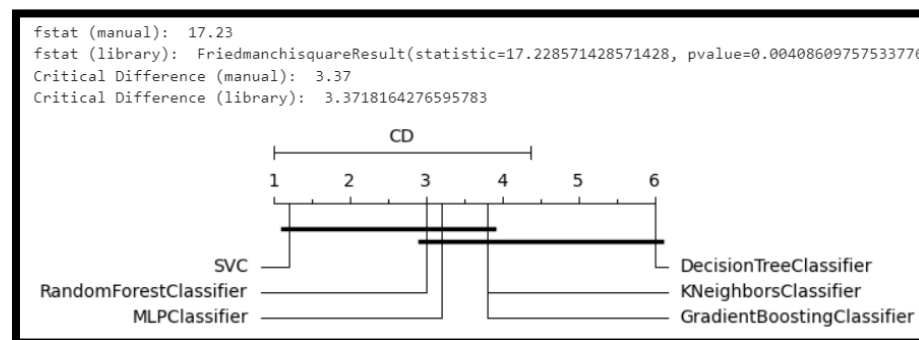 fstat (manual):  17.23
fstat (library):  FriedmanchisquareResult(statistic=17.228571428571428, pvalue=0.00408609757533776
Critical Difference (manual):  3.37
Critical Difference (library):  3.3718164276595783
CD
1 2 3 4 5 6
SVC DecisionTreeClassifier
RandomForestClassifier KNeighborsClassifier
MLPClassifier GradientBoostingClassifier